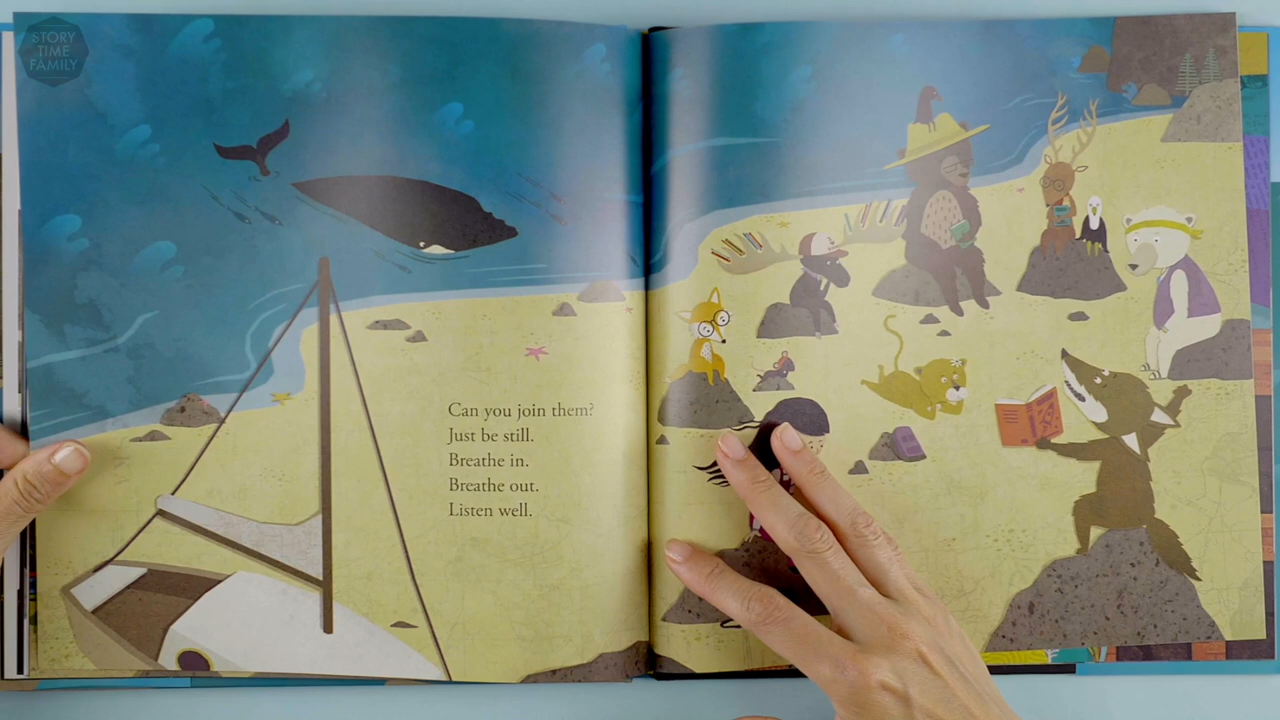 STORY
TIME
FAMILY
Can you join them?
Just be still.
Breathe in.
Breathe out.
Listen well.